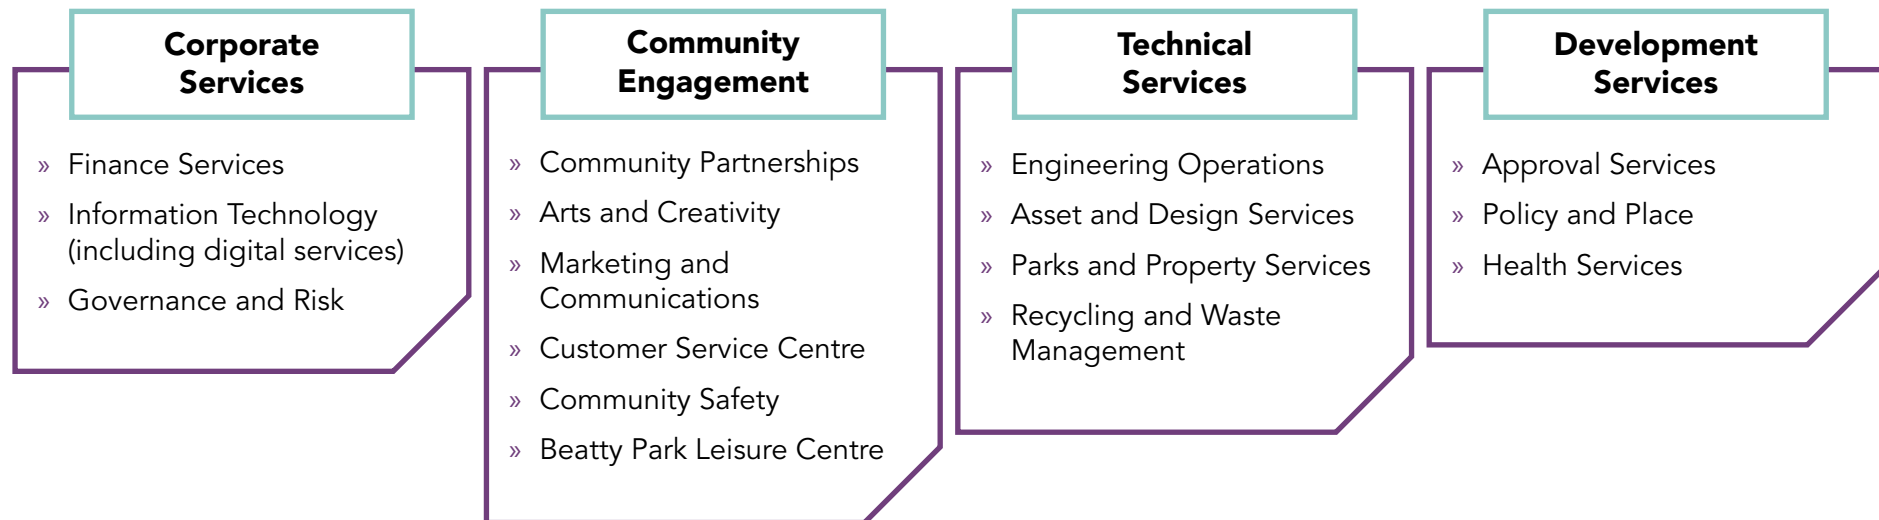 Corporate
Services
» Finance Services
» Information Technology
(including digital services)
» Governance and Risk
Community
Engagement
» Community Partnerships
» Arts and Creativity
» Marketing and
Communications
» Customer Service Centre
» Community Safety
» Beatty Park Leisure Centre
Technical
Services
» Engineering Operations
» Asset and Design Services
» Parks and Property Services
» Recycling and Waste
Management
Development
Services
» Approval Services
» Policy and Place
» Health Services